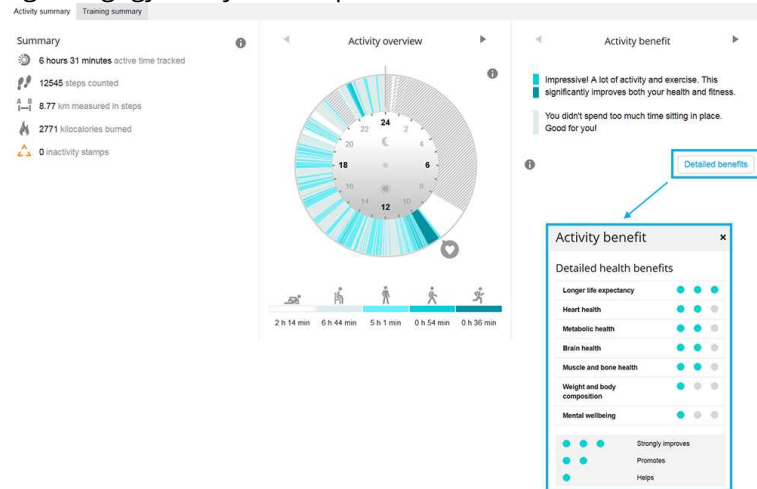 Activity summary
Training summary
Summary
6 hours 31 minutes active time tracked
12545 steps counted
A B
8.77 km measured in steps
2771 kilocalories burned
0 inactivity stamps
Activity overview
24
22
2
20
4
18
6
16
8
14
10
12
2 h 14 min
6 h 44 min
5 h 1 min
0 h 54 min
0 h 36 min
Activity benefit
Impressive! A lot of activity and exercise. This
significantly improves both your health and fitness.
You didn't spend too much time sitting in place.
Good for you!
Detailed benefits
Activity benefit
×
Detailed health benefits
Longer life expectancy
Heart health
Metabolic health
Brain health
Muscle and bone health
Weight and body
composition
Mental wellbeing
Strongly improves
Promotes
Helps